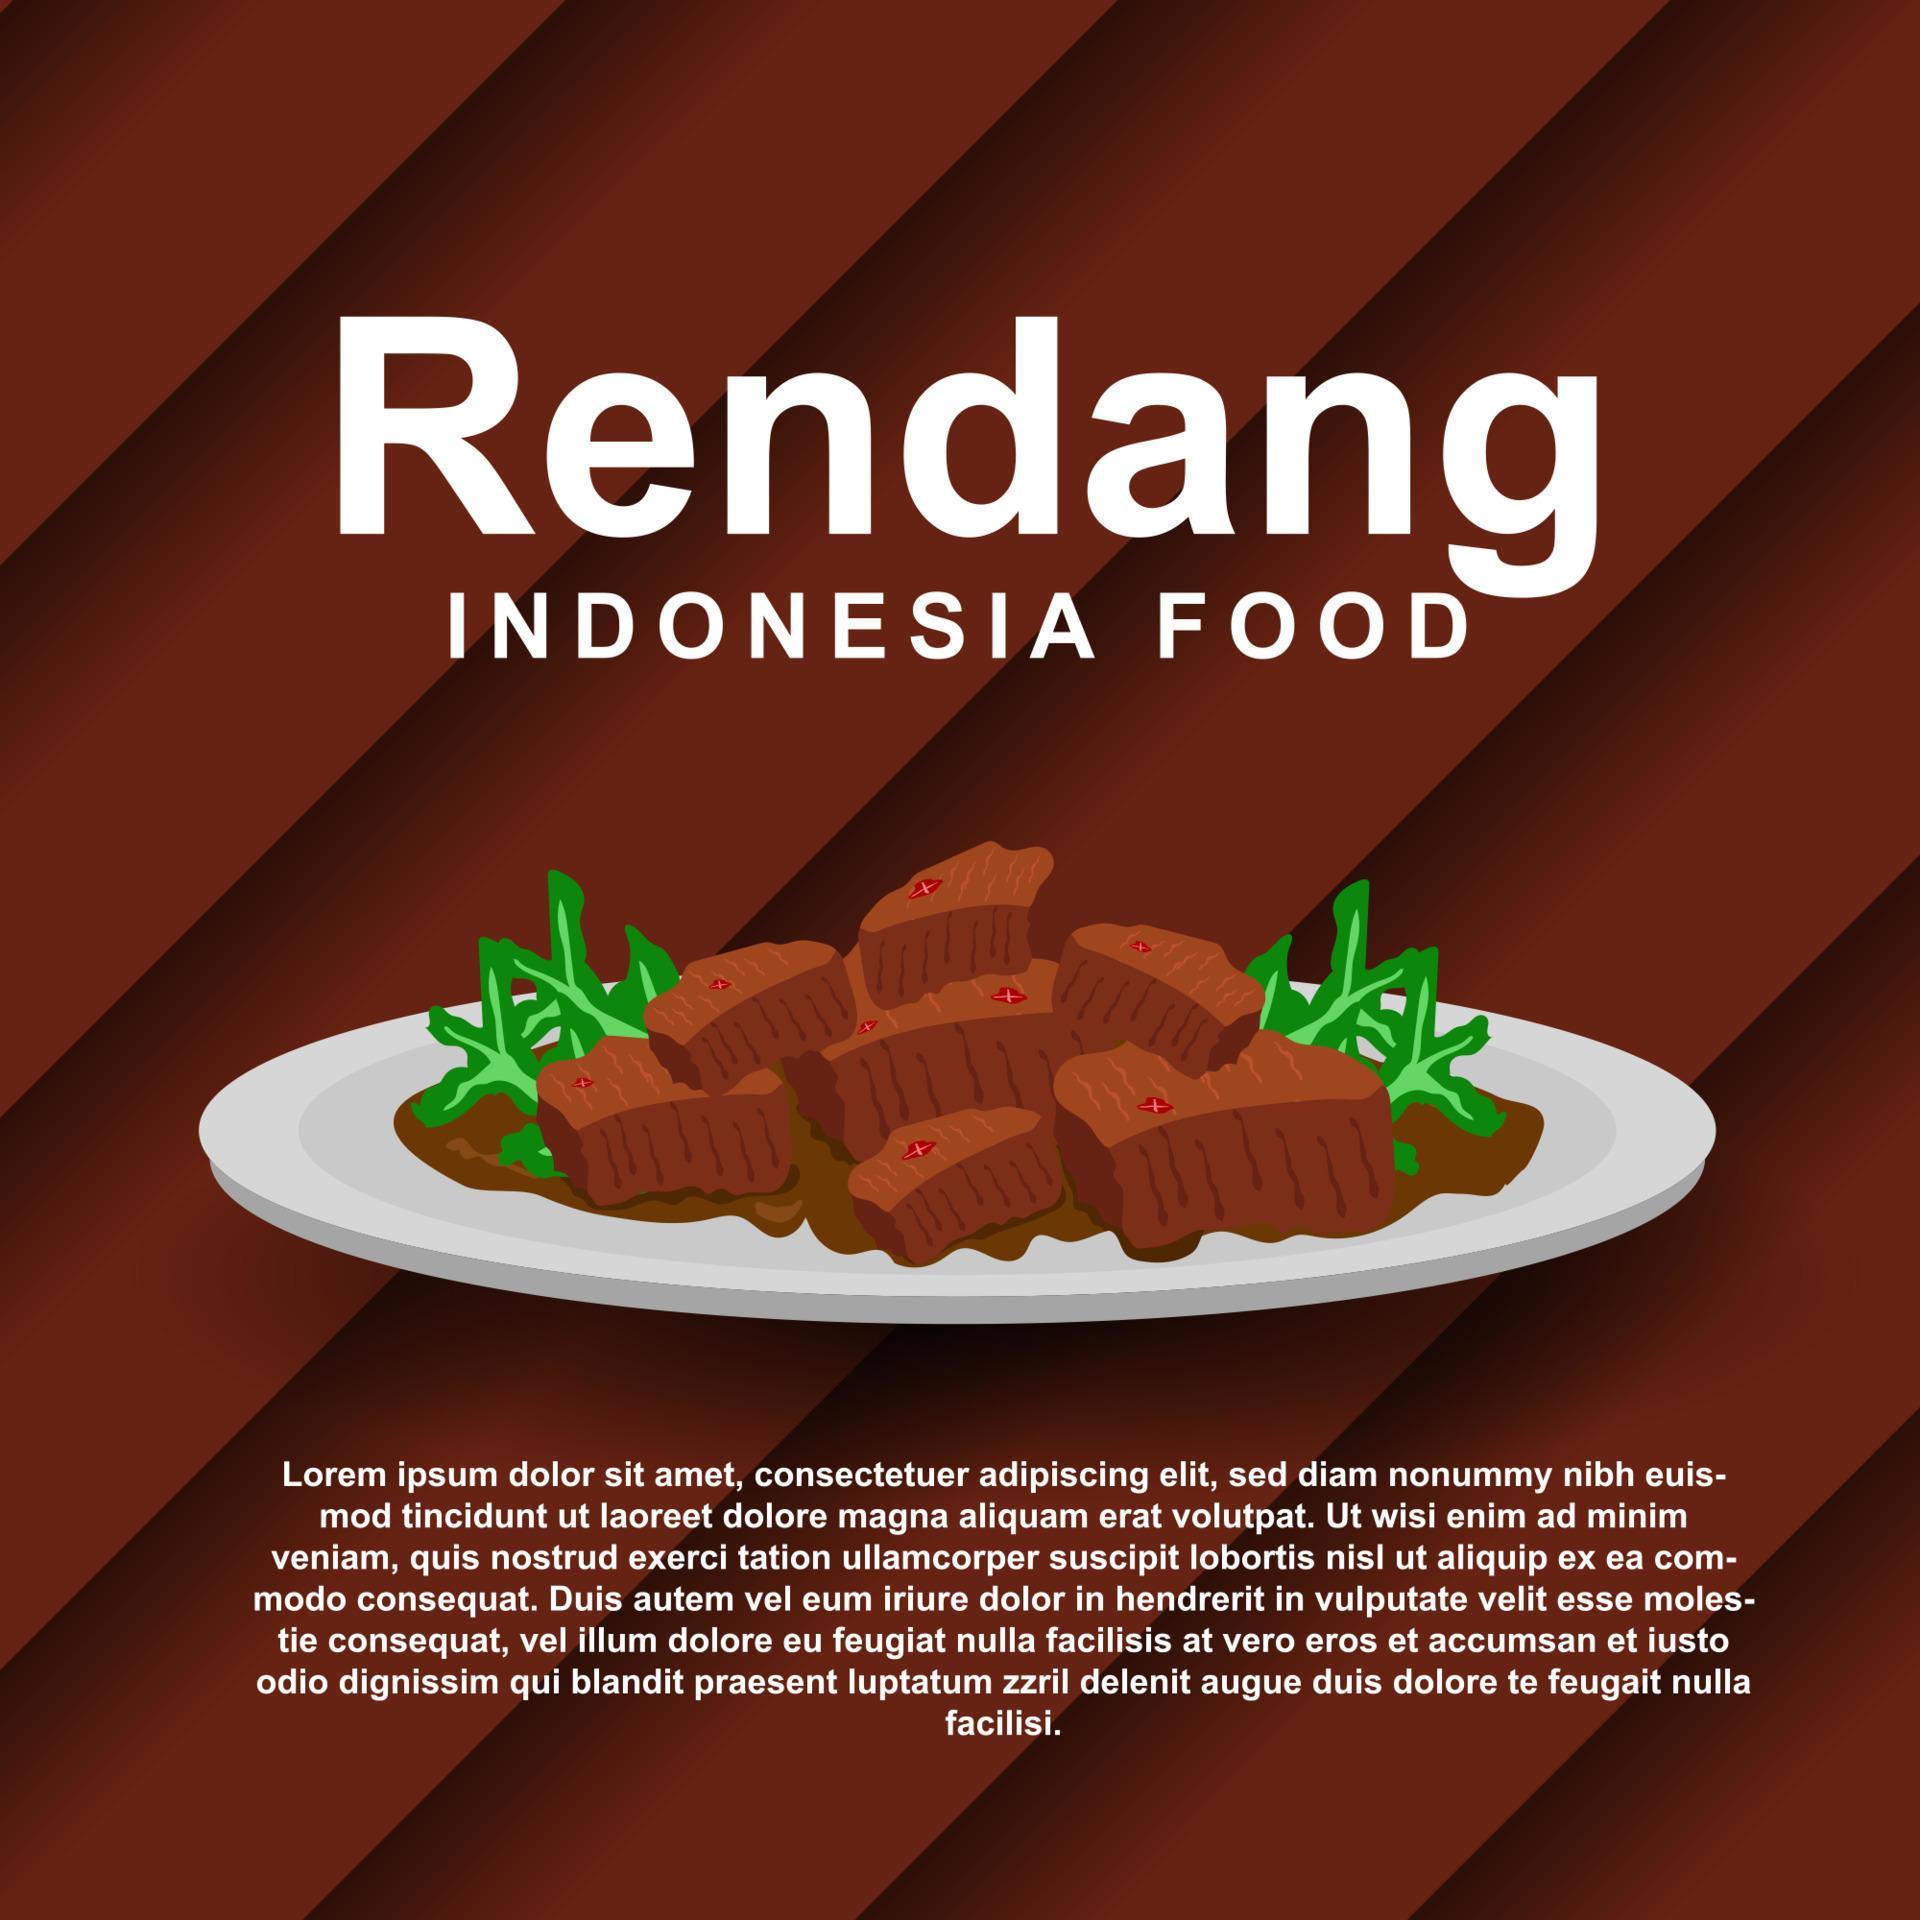 Rendang
INDONESIA FOOD
Lorem ipsum dolor sit amet, consectetuer adipiscing elit, sed diam nonummy nibh euis-
mod tincidunt ut laoreet dolore magna aliquam erat volutpat. Ut wisi enim ad minim
veniam, quis nostrud exerci tation ullamcorper suscipit lobortis nisl ut aliquip ex ea com-
modo consequat. Duis autem vel eum iriure dolor in hendrerit in vulputate velit esse moles-
tie consequat, vel illum dolore eu feugiat nulla facilisis at vero eros et accumsan et iusto
odio dignissim qui blandit praesent luptatum zzril delenit augue duis dolore te feugait nulla
facilisi.